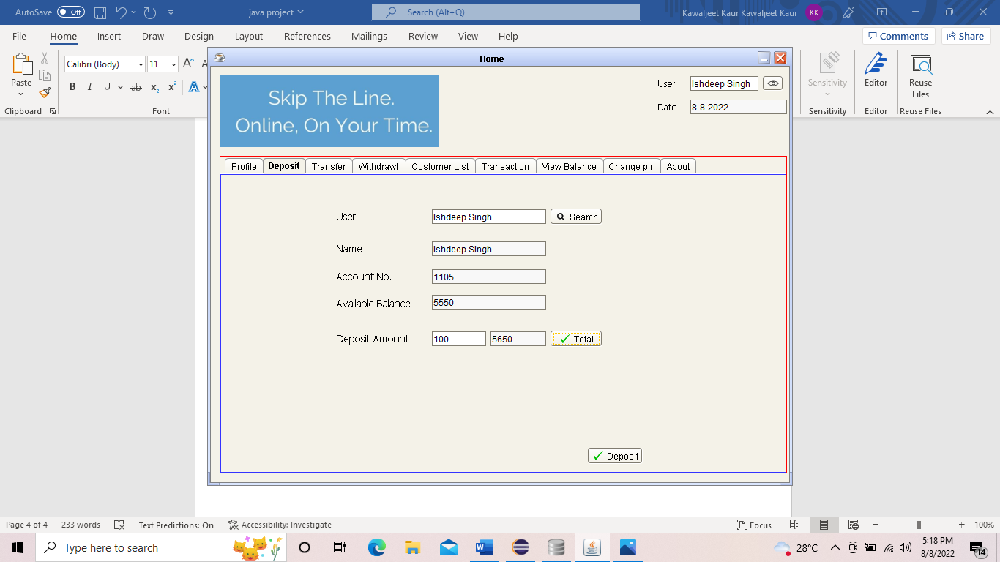 AutoSave Off java project Search (Alt+Q) Kawaljeet Kaur Kawaljeet Kaur KK
File Home Insert Draw Design Layout References Mailings Review View Help Comments Share
Home
Calibri (Body) 11 A A
Paste
B I U ab x2 x2 A
Clipboard Font
Sensitivity Editor Reuse Files
Sensitivity Editor Reuse Files
Skip The Line.
Online, On Your Time.
User Ishdeep Singh
Date 8-8-2022
Profile Deposit Transfer Withdrawl Customer List Transaction View Balance Change pin About
User Ishdeep Singh Search
Name Ishdeep Singh
Account No. 1105
Available Balance 5550
Deposit Amount 100 5650 Total
Deposit
Page 4 of 4 233 words Text Predictions: On Accessibility: Investigate Focus 100%
Type here to search 28°C 5:18 PM
8/8/2022 14